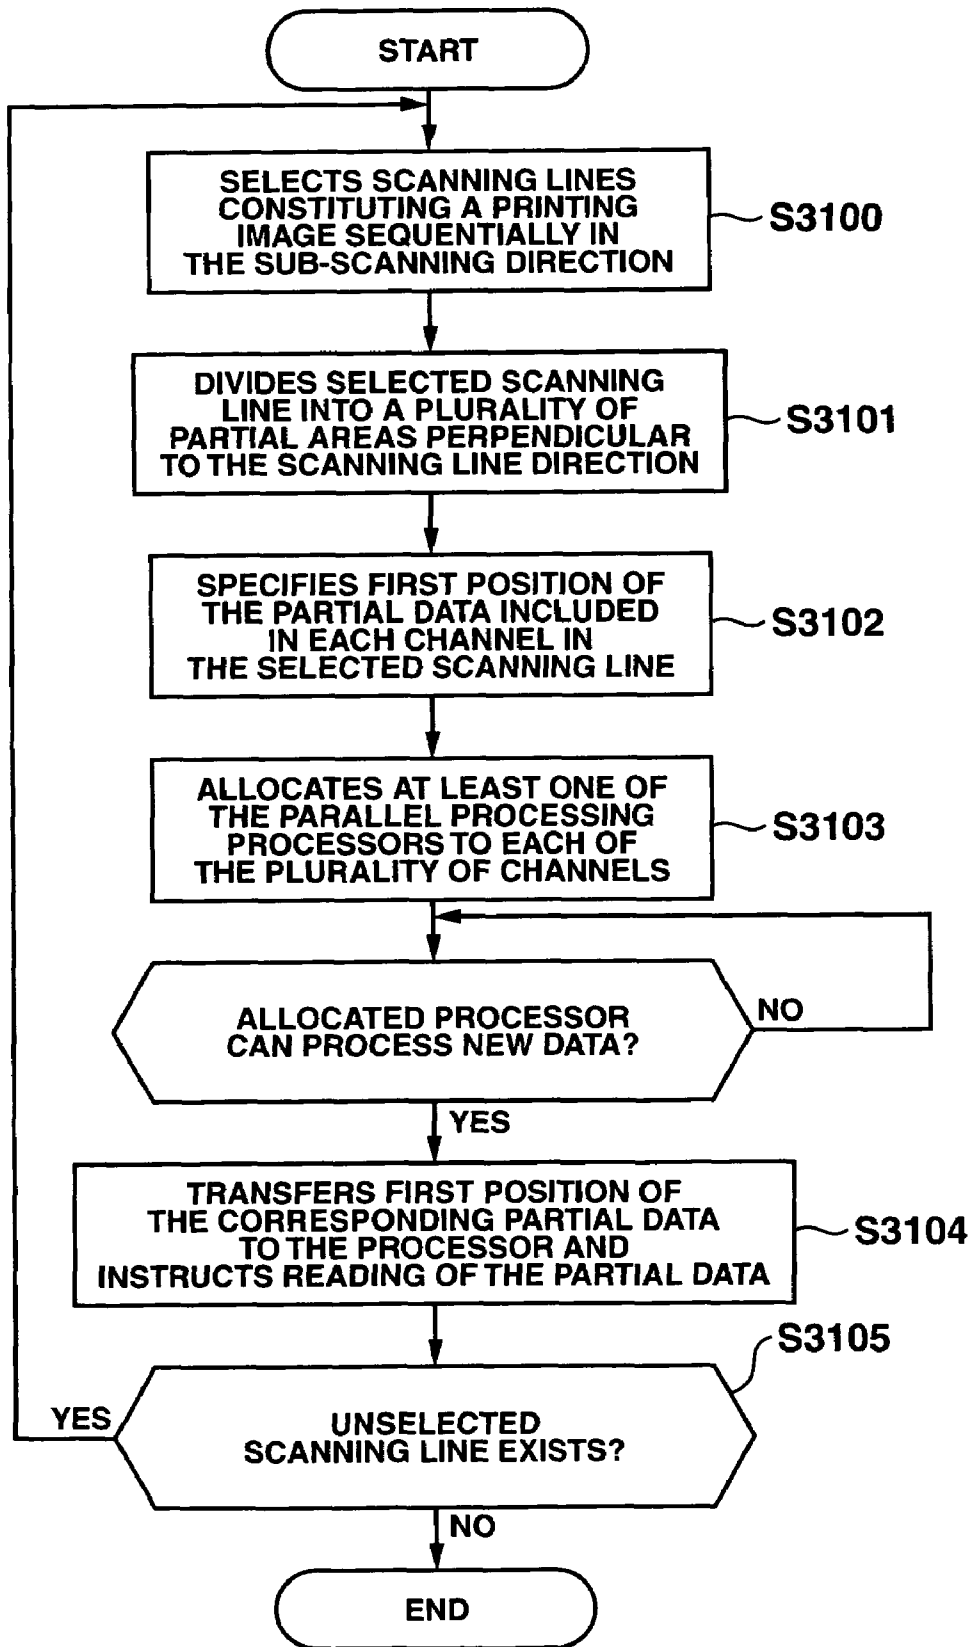 START
SELECTS SCANNING LINES
CONSTITUTING A PRINTING
IMAGE SEQUENTIALLY IN
THE SUB-SCANNING DIRECTION
S3100
DIVIDES SELECTED SCANNING
LINE INTO A PLURALITY OF
PARTIAL AREAS PERPENDICULAR
TO THE SCANNING LINE DIRECTION
S3101
SPECIFIES FIRST POSITION OF
THE PARTIAL DATA INCLUDED
IN EACH CHANNEL IN
THE SELECTED SCANNING LINE
S3102
ALLOCATES AT LEAST ONE OF
THE PARALLEL PROCESSING
PROCESSORS TO EACH OF
THE PLURALITY OF CHANNELS
S3103
ALLOCATED PROCESSOR
CAN PROCESS NEW DATA?
NO
YES
TRANSFERS FIRST POSITION OF
THE CORRESPONDING PARTIAL DATA
TO THE PROCESSOR AND
INSTRUCTS READING OF THE PARTIAL DATA
S3104
S3105
YES
UNSELECTED
SCANNING LINE EXISTS?
NO
END